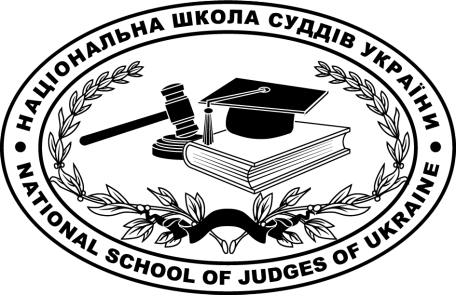 НАЦІОНАЛЬНА ШКОЛА СУДДІВ УКРАЇНИ
NATIONAL SCHOOL OF JUDGES OF UKRAINE